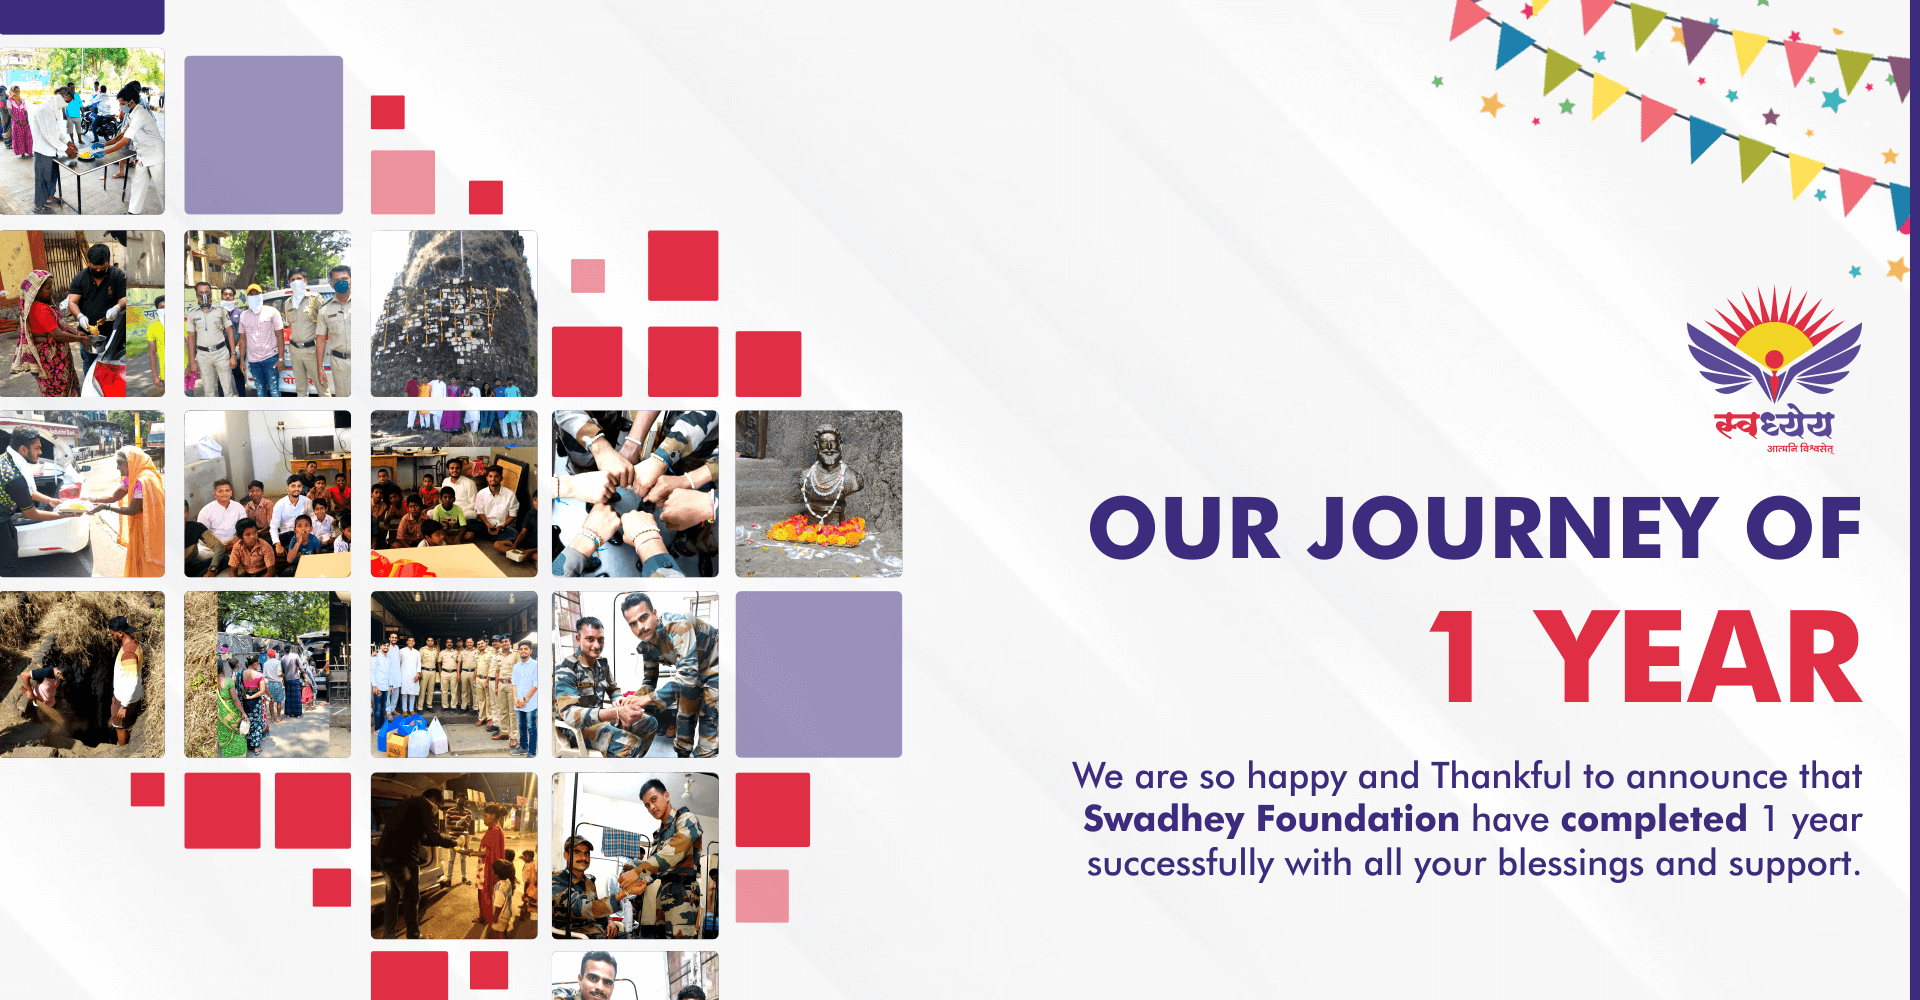 स्वध्येय
आत्मनि विश्वसेत्
OUR JOURNEY OF
1 YEAR
We are so happy and Thankful to announce that
Swadhey Foundation have completed 1 year
successfully with all your blessings and support.